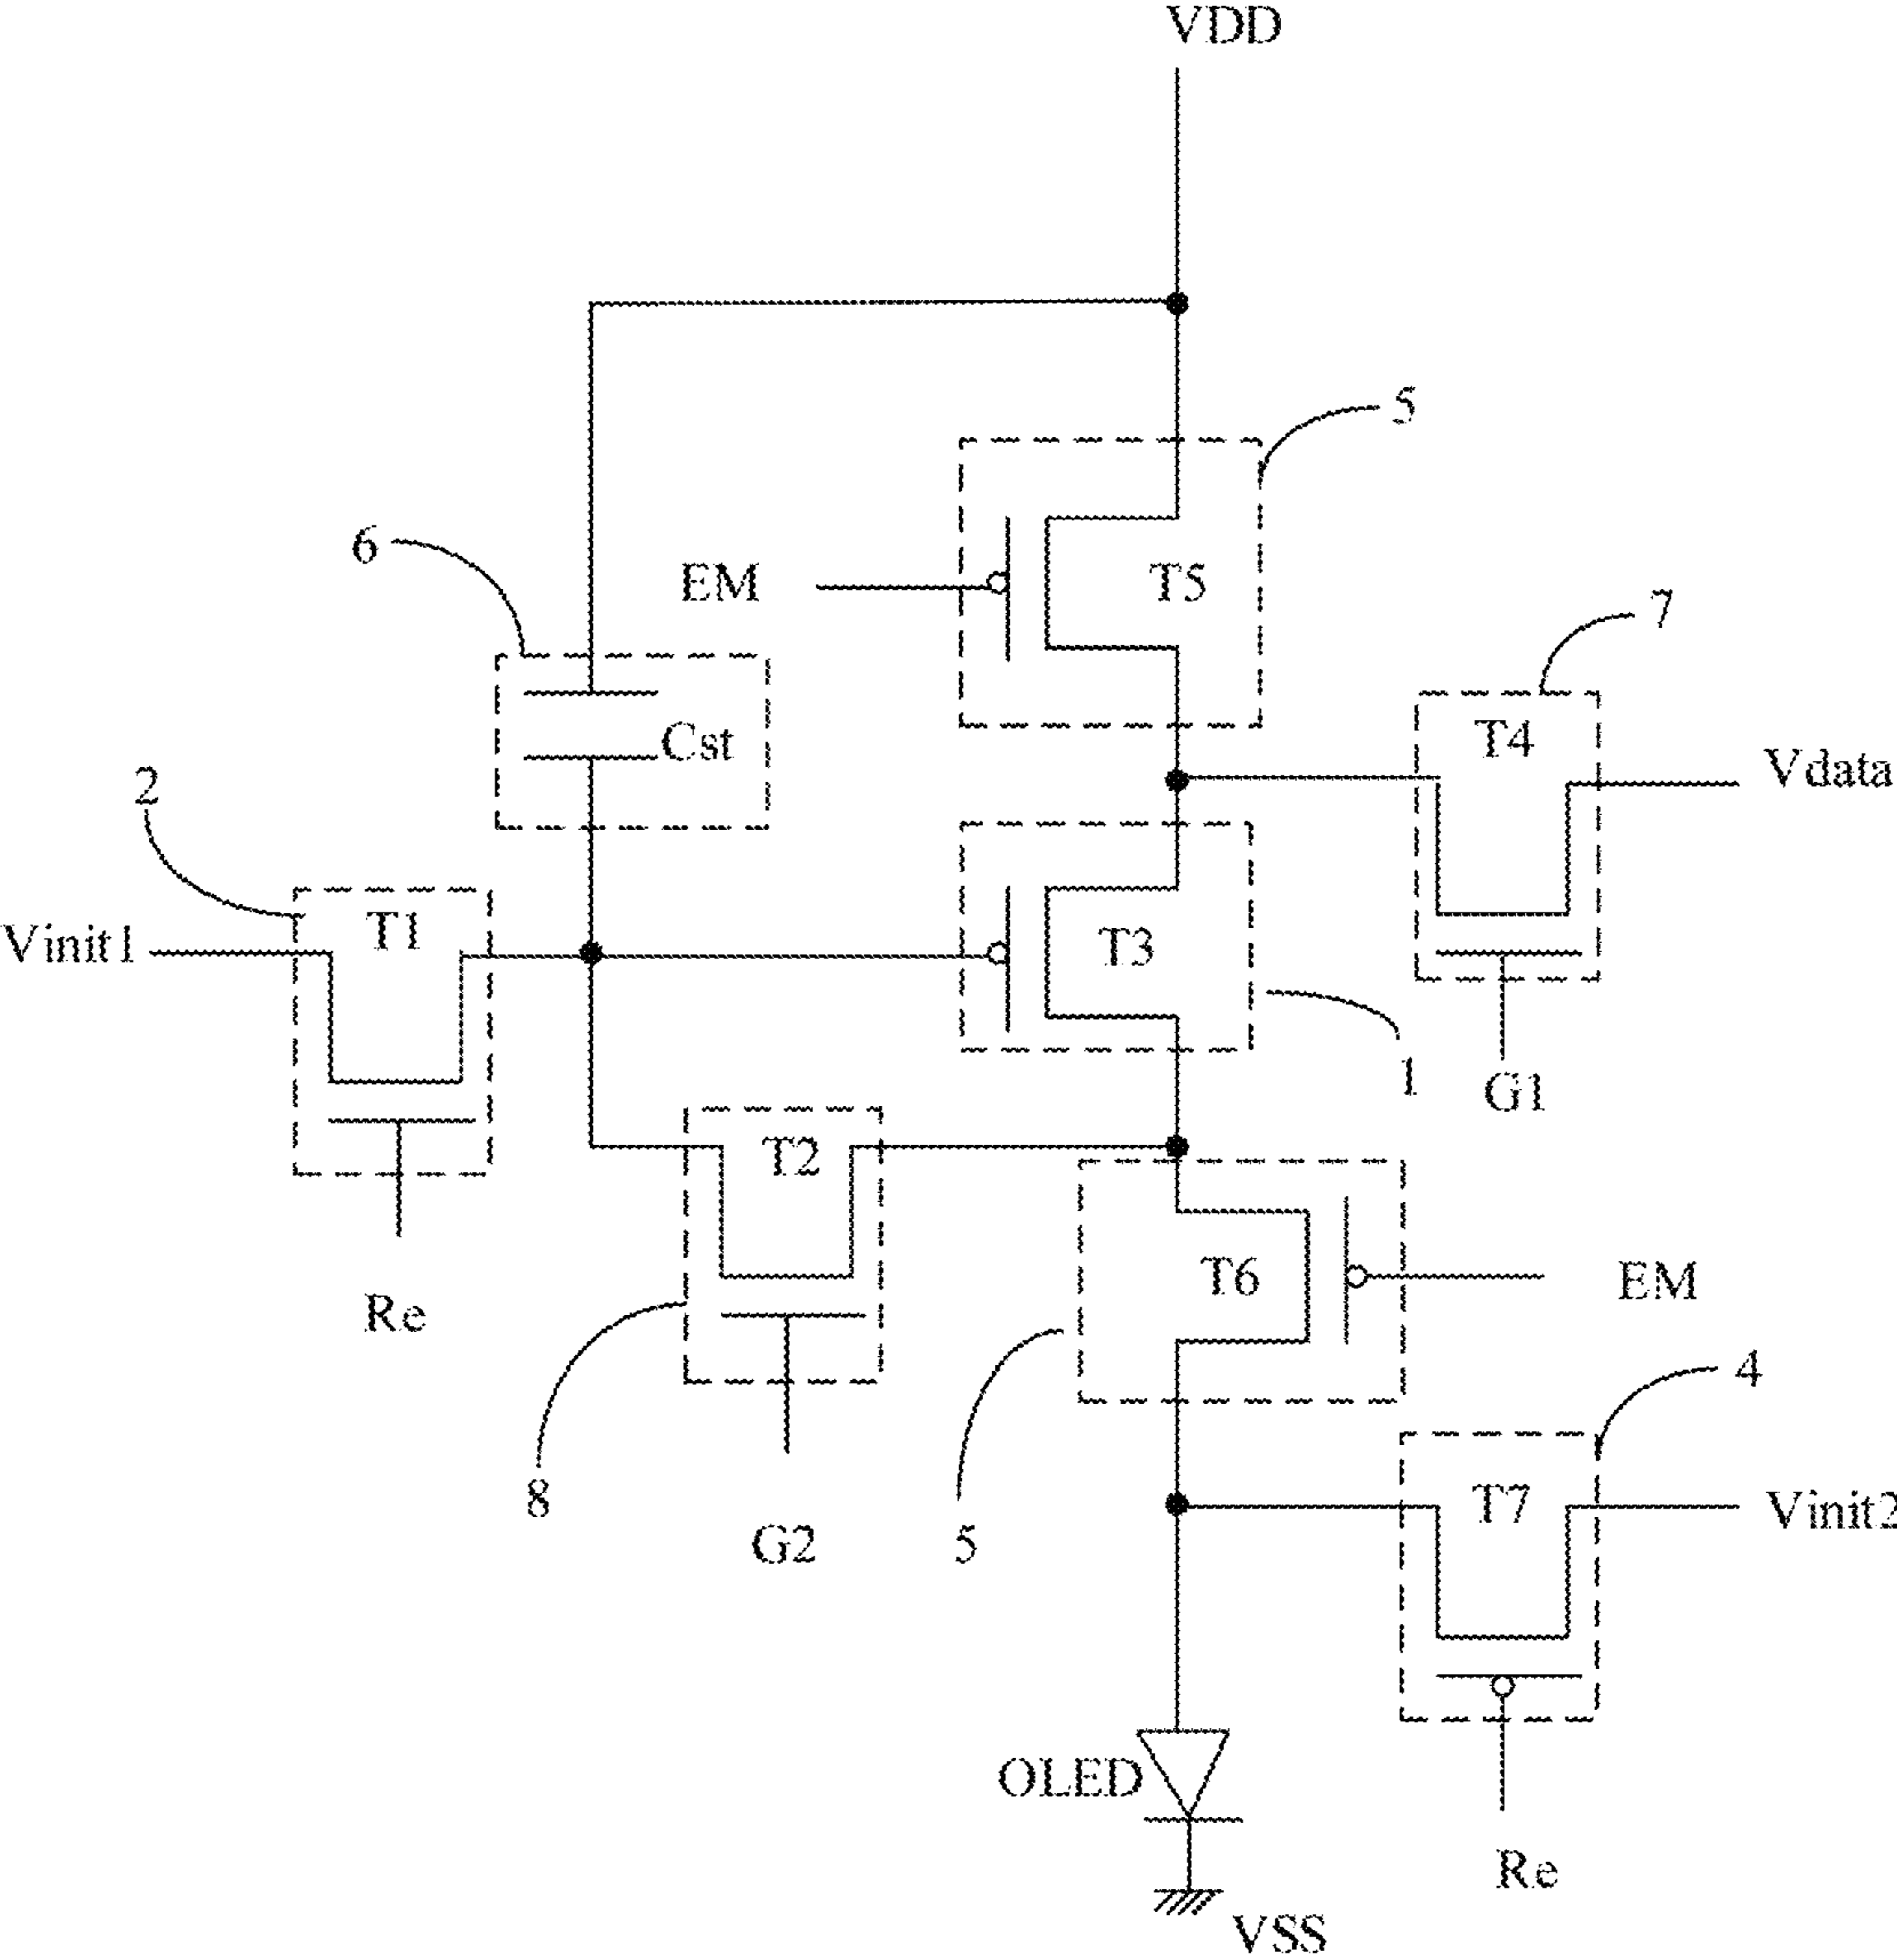 VDD
5
6
EM
T5
7
T4
Cst
Vdata
2
T1
Vinit1
T3
1
G1
T2
T6
EM
Re
4
8
T7
Vinit2
G2
5
OLED
Re
VSS